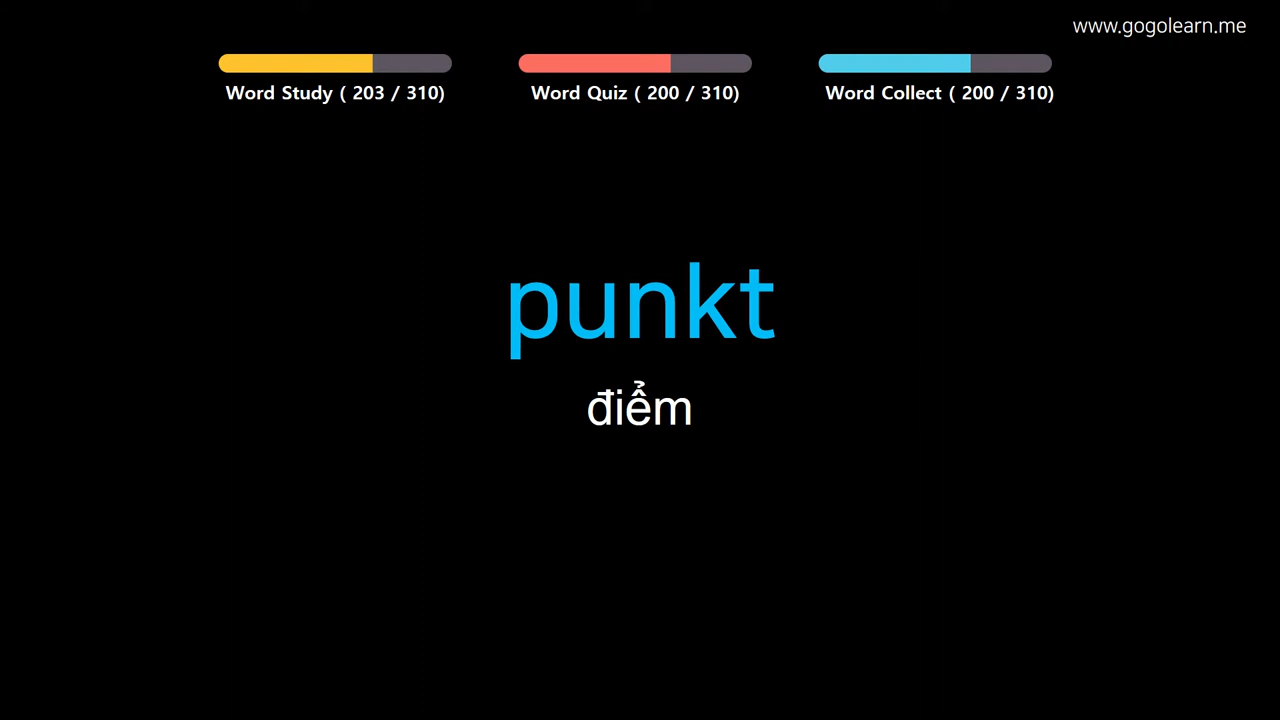 www.gogolearn.me
Word Study ( 203 / 310)
Word Quiz ( 200 / 310)
Word Collect ( 200 / 310)
punkt
điểm